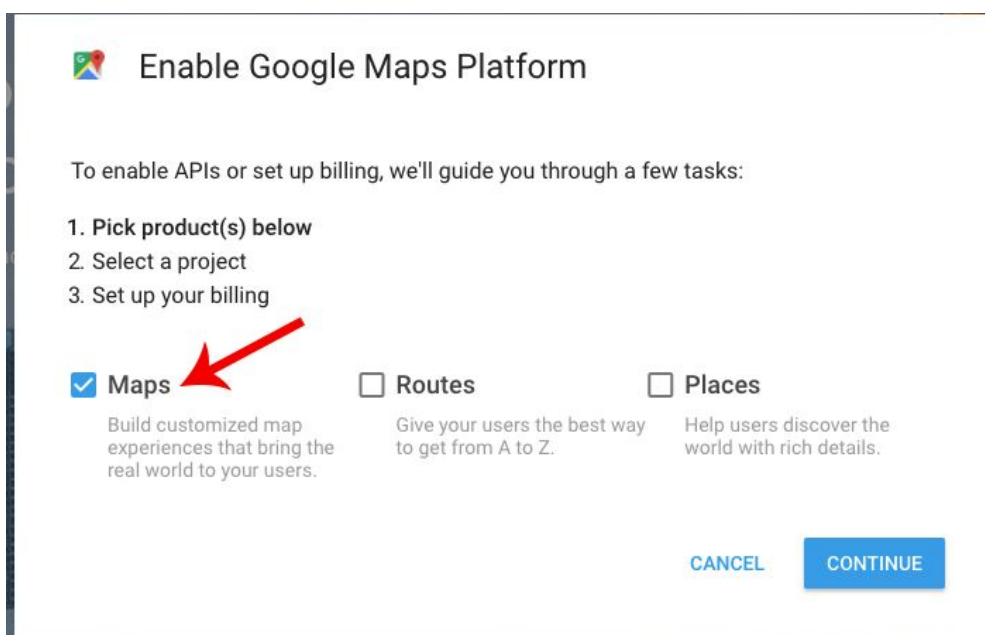 Enable Google Maps Platform
To enable APIs or set up billing, we'll guide you through a few tasks:
1. Pick product(s) below
2. Select a project
3. Set up your billing
Maps
Routes
Places
Build customized map
experiences that bring the
real world to your users.
Give your users the best way
to get from A to Z.
Help users discover the
world with rich details.
CANCEL
CONTINUE